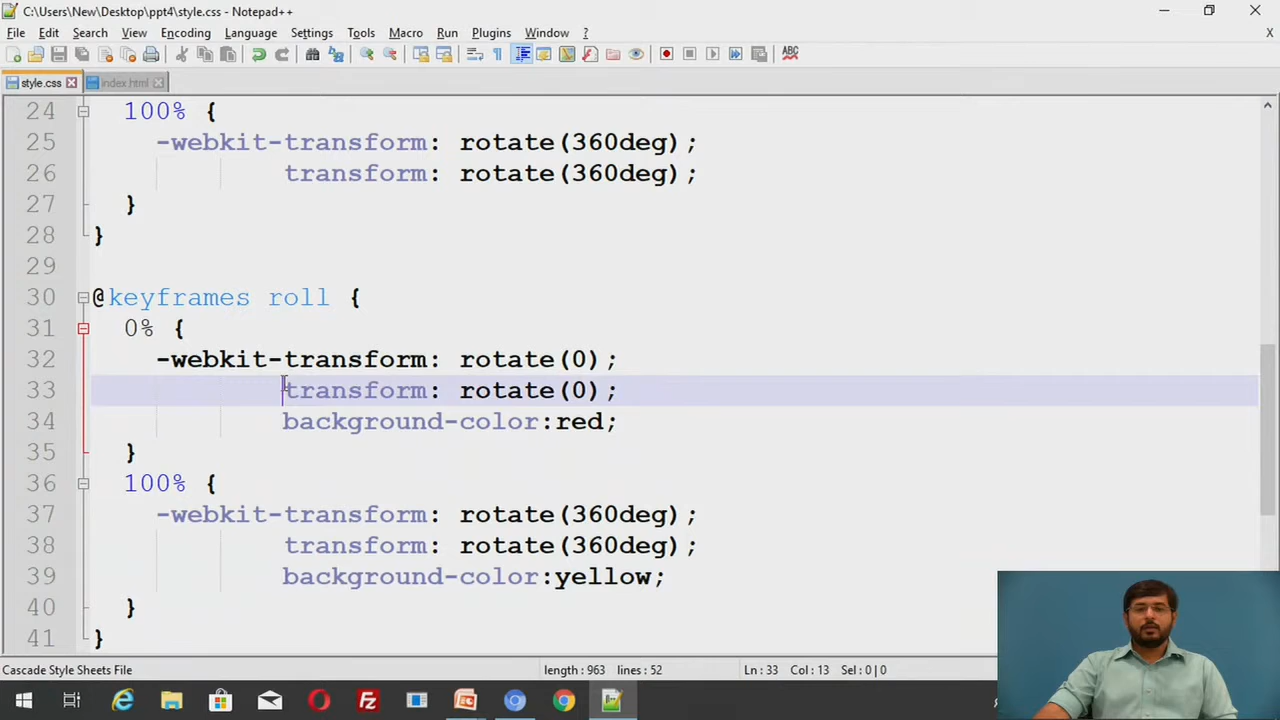 C:\Users\New\Desktop\ppt4\style.css - Notepad++
File Edit Search View Encoding Language Settings Tools Macro Run Plugins Window ? X
ABC
style.css index.html
24 100% {
25 -webkit-transform: rotate(360deg);
26 transform: rotate(360deg);
27 }
28 }
29
30 @keyframes roll {
31 0% {
32 -webkit-transform: rotate(0);
33 transform: rotate(0);
34 background-color:red;
35 }
36 100% {
37 -webkit-transform: rotate(360deg);
38 transform: rotate(360deg);
39 background-color:yellow;
40 }
41 }
Cascade Style Sheets File length : 963 lines : 52 Ln : 33 Col : 13 Sel : 0 | 0